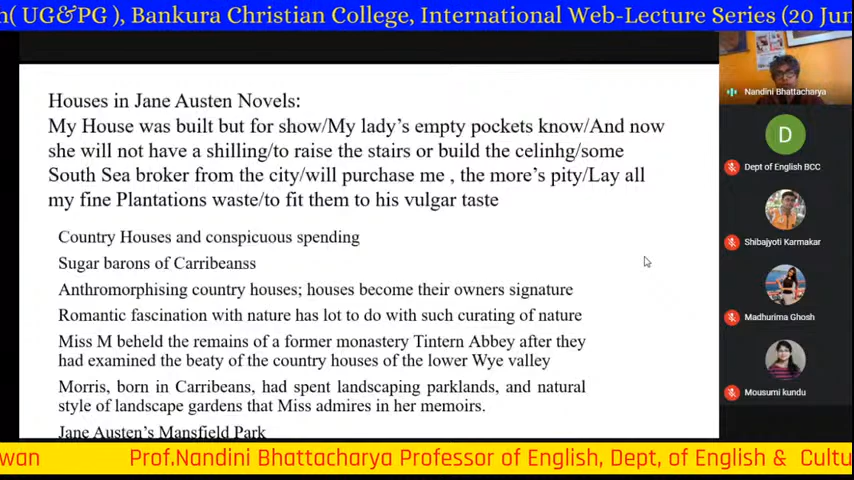 n( UG&PG ), Bankura Christian College, International Web-Lecture Series (20 Jun
Houses in Jane Austen Novels:
My House was built but for show/My lady's empty pockets know/And now
she will not have a shilling/to raise the stairs or build the celinhg/some
South Sea broker from the city/will purchase me , the more's pity/Lay all
my fine Plantations waste/to fit them to his vulgar taste
Country Houses and conspicuous spending
Sugar barons of Carribeanss
Anthromorphising country houses; houses become their owners signature
Romantic fascination with nature has lot to do with such curating of nature
Miss M beheld the remains of a former monastery Tintern Abbey after they
had examined the beaty of the country houses of the lower Wye valley
Morris, born in Carribeans, had spent landscaping parklands, and natural
style of landscape gardens that Miss admires in her memoirs.
Jane Austen's Mansfield Park
Nandini Bhattacharya
D
Dept of English BCC
Shibajyoti Karmakar
Madhurima Ghosh
Mousumi kundu
wan Prof.Nandini Bhattacharya Professor of English, Dept, of English & Cultu